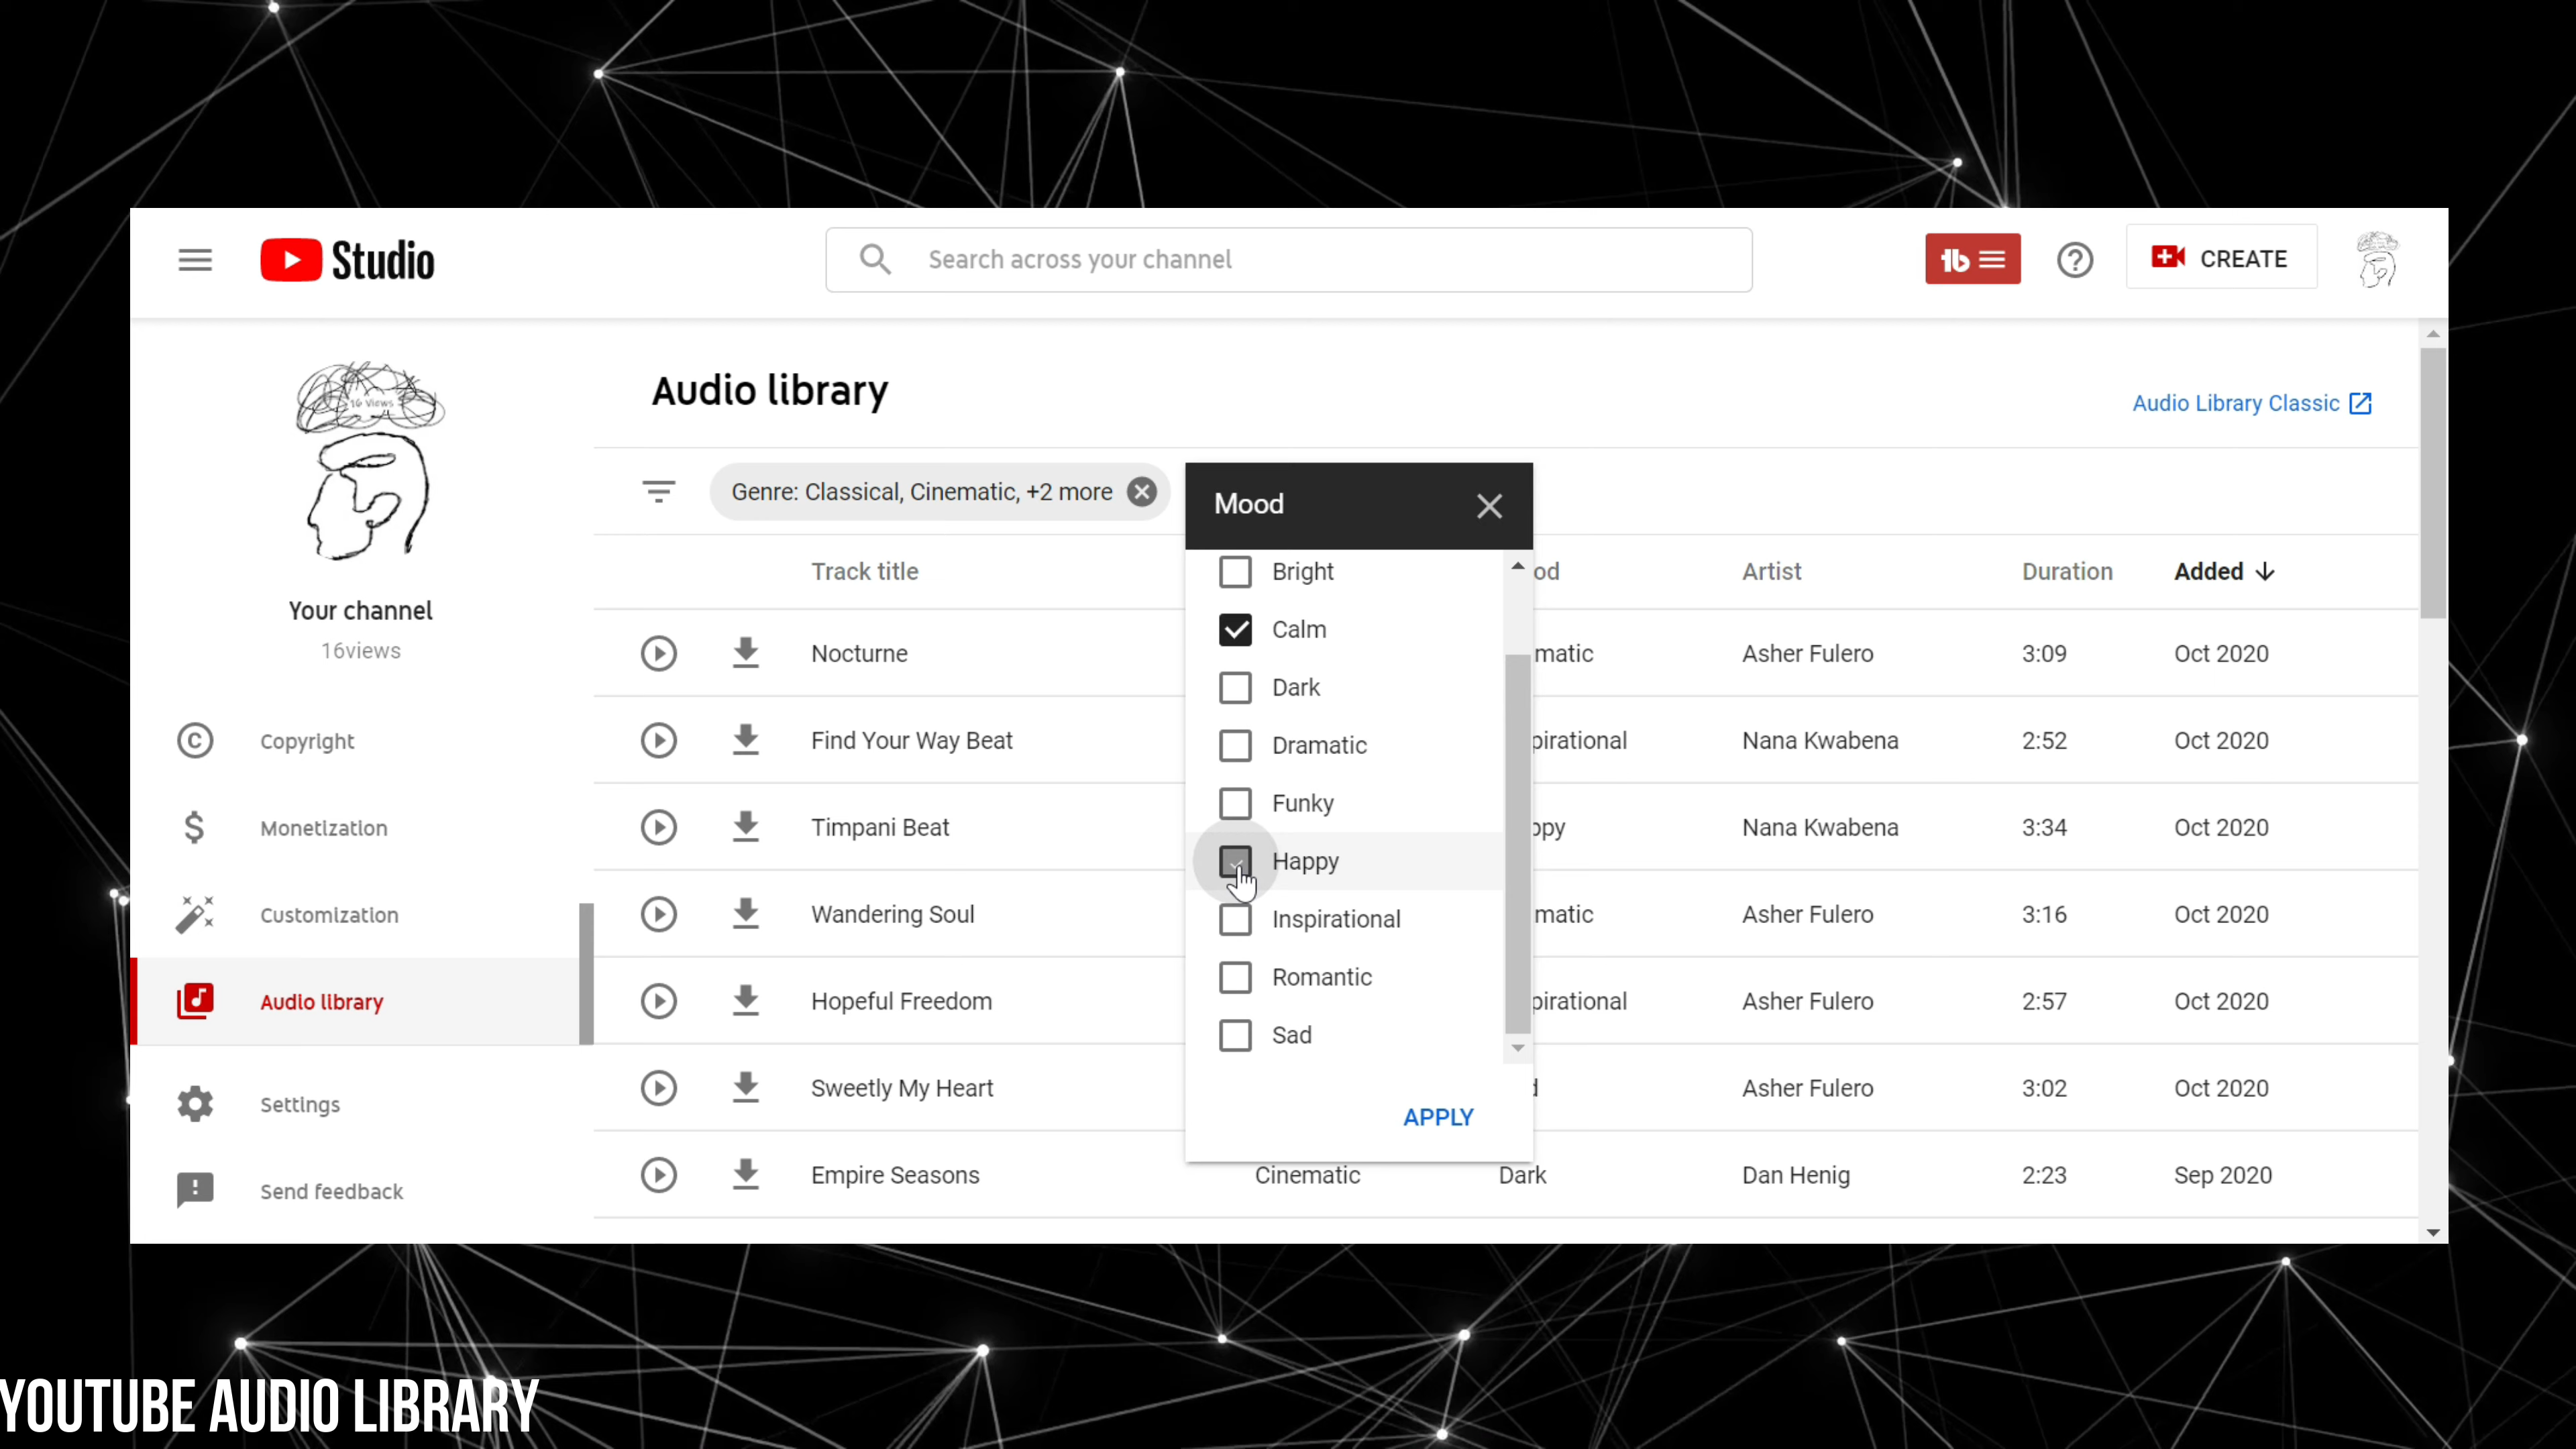 Studio
Search across your channel
CREATE
16 Views
Audio library
Audio Library Classic
Genre: Classical, Cinematic, +2 more
Mood
Your channel
16views
Copyright
Monetization
Customization
Audio library
Settings
Send feedback
Track title
od
Artist
Duration
Added
Nocturne
matic
Asher Fulero
3:09
Oct 2020
Find Your Way Beat
pirational
Nana Kwabena
2:52
Oct 2020
Timpani Beat
ppy
Nana Kwabena
3:34
Oct 2020
Wandering Soul
matic
Asher Fulero
3:16
Oct 2020
Hopeful Freedom
pirational
Asher Fulero
2:57
Oct 2020
Sweetly My Heart
d
Asher Fulero
3:02
Oct 2020
Empire Seasons
Cinematic
Dark
Dan Henig
2:23
Sep 2020
Bright
Calm
Dark
Dramatic
Funky
Happy
Inspirational
Romantic
Sad
APPLY
YOUTUBE AUDIO LIBRARY